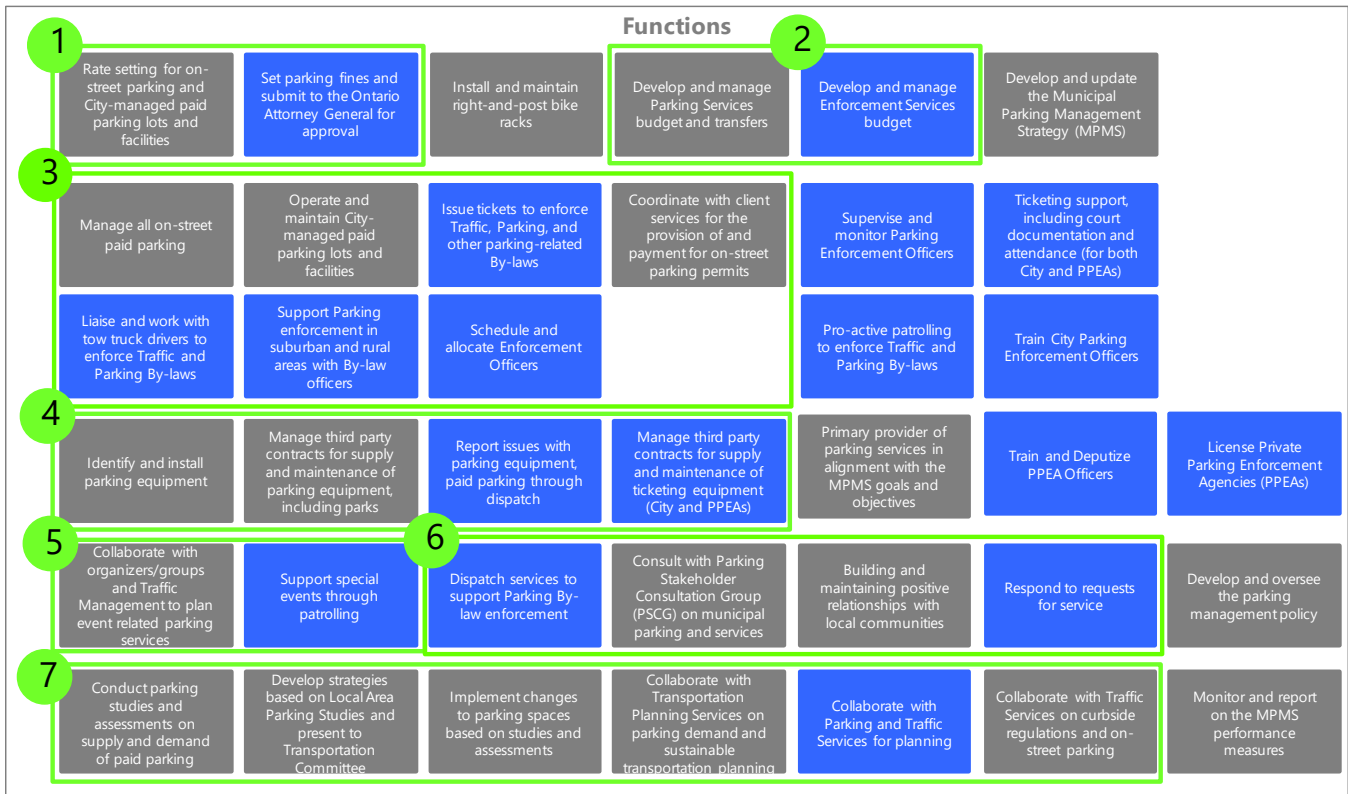 Functions
1
Rate setting for on-
street parking and
City-managed paid
parking lots and
facilities
Set parking fines and
submit to the Ontario
Attorney General for
approval
Install and maintain
right-and-post bike
racks
2
Develop and manage
Parking Services
budget and transfers
Develop and manage
Enforcement Services
budget
Develop and update
the Municipal
Parking Management
Strategy (MPMS)
3
Manage all on-street
paid parking
Operate and
maintain City-
managed paid
parking lots and
facilities
Issue tickets to enforce
Traffic, Parking, and
other parking-related
By-laws
Coordinate with client
services for the
provision of and
payment for on-street
parking permits
Supervise and
monitor Parking
Enforcement Officers
Ticketing support,
including court
documentation and
attendance (for both
City and PPEAs)
Liaise and work with
tow truck drivers to
enforce Traffic and
Parking By-laws
Support Parking
enforcement in
suburban and rural
areas with By-law
officers
Schedule and
allocate Enforcement
Officers
Pro-active patrolling
to enforce Traffic and
Parking By-laws
Train City Parking
Enforcement Officers
4
Identify and install
parking equipment
Manage third party
contracts for supply
and maintenance of
parking equipment,
including parks
Report issues with
parking equipment,
paid parking through
dispatch
Manage third party
contracts for supply
and maintenance of
ticketing equipment
(City and PPEAs)
Primary provider of
parking services in
alignment with the
MPMS goals and
objectives
Train and Deputize
PPEA Officers
License Private
Parking Enforcement
Agencies (PPEAs)
5
Collaborate with
organizers/groups
and Traffic
Management to plan
event related parking
services
Support special
events through
patrolling
6
Dispatch services to
support Parking By-
law enforcement
Consult with Parking
Stakeholder
Consultation Group
(PSCG) on municipal
parking and services
Building and
maintaining positive
relationships with
local communities
Respond to requests
for service
Develop and oversee
the parking
management policy
7
Conduct parking
studies and
assessments on
supply and demand
of paid parking
Develop strategies
based on Local Area
Parking Studies and
present to
Transportation
Committee
Implement changes
to parking spaces
based on studies and
assessments
Collaborate with
Transportation
Planning Services on
parking demand and
sustainable
transportation planning
Collaborate with
Parking and Traffic
Services for planning
Collaborate with Traffic
Services on curbside
regulations and on-
street parking
Monitor and report
on the MPMS
performance
measures